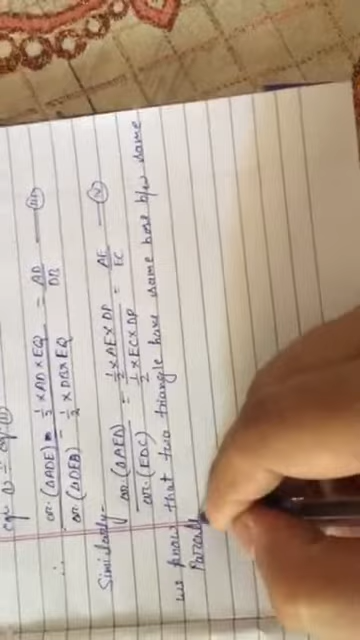 eqn
∴ ar.(ΔADE) = ½ × AD × EQ = AD
ar.(ΔDEB) = ½ × DB × EQ DB
Similarly-
ar.(ΔAED) = ½ × AE × DP = AE — (V)
ar.(EDC) ½ × EC × DP EC
we know that two triangle have same base b/w same
Parall